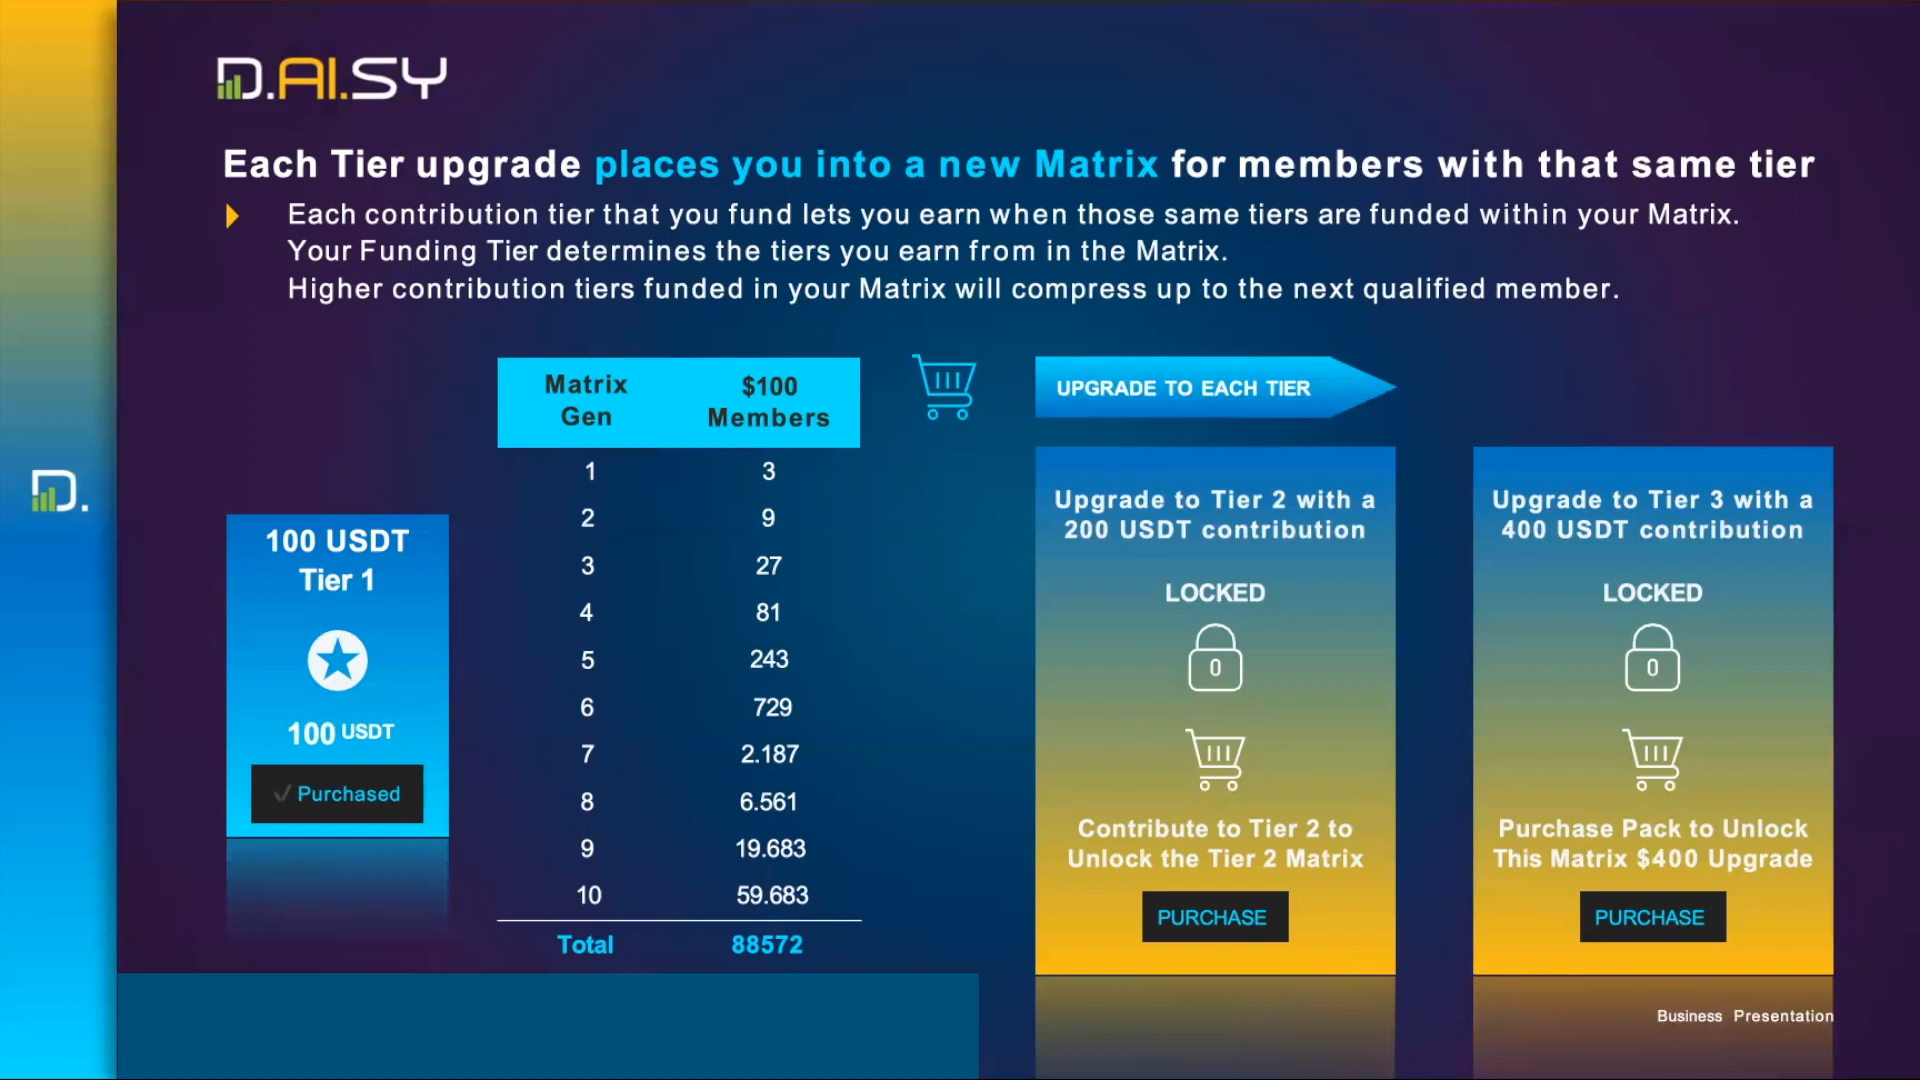 D.AI.SY
Each Tier upgrade places you into a new Matrix for members with that same tier
Each contribution tier that you fund lets you earn when those same tiers are funded within your Matrix.
Your Funding Tier determines the tiers you earn from in the Matrix.
Higher contribution tiers funded in your Matrix will compress up to the next qualified member.
D.
100 USDT
Tier 1
100 USDT
Purchased
Matrix Gen $100 Members
1 3
2 9
3 27
4 81
5 243
6 729
7 2.187
8 6.561
9 19.683
10 59.683
Total 88572
UPGRADE TO EACH TIER
Upgrade to Tier 2 with a
200 USDT contribution
LOCKED
0
Contribute to Tier 2 to
Unlock the Tier 2 Matrix
PURCHASE
Upgrade to Tier 3 with a
400 USDT contribution
LOCKED
0
Purchase Pack to Unlock
This Matrix $400 Upgrade
PURCHASE
Business Presentation